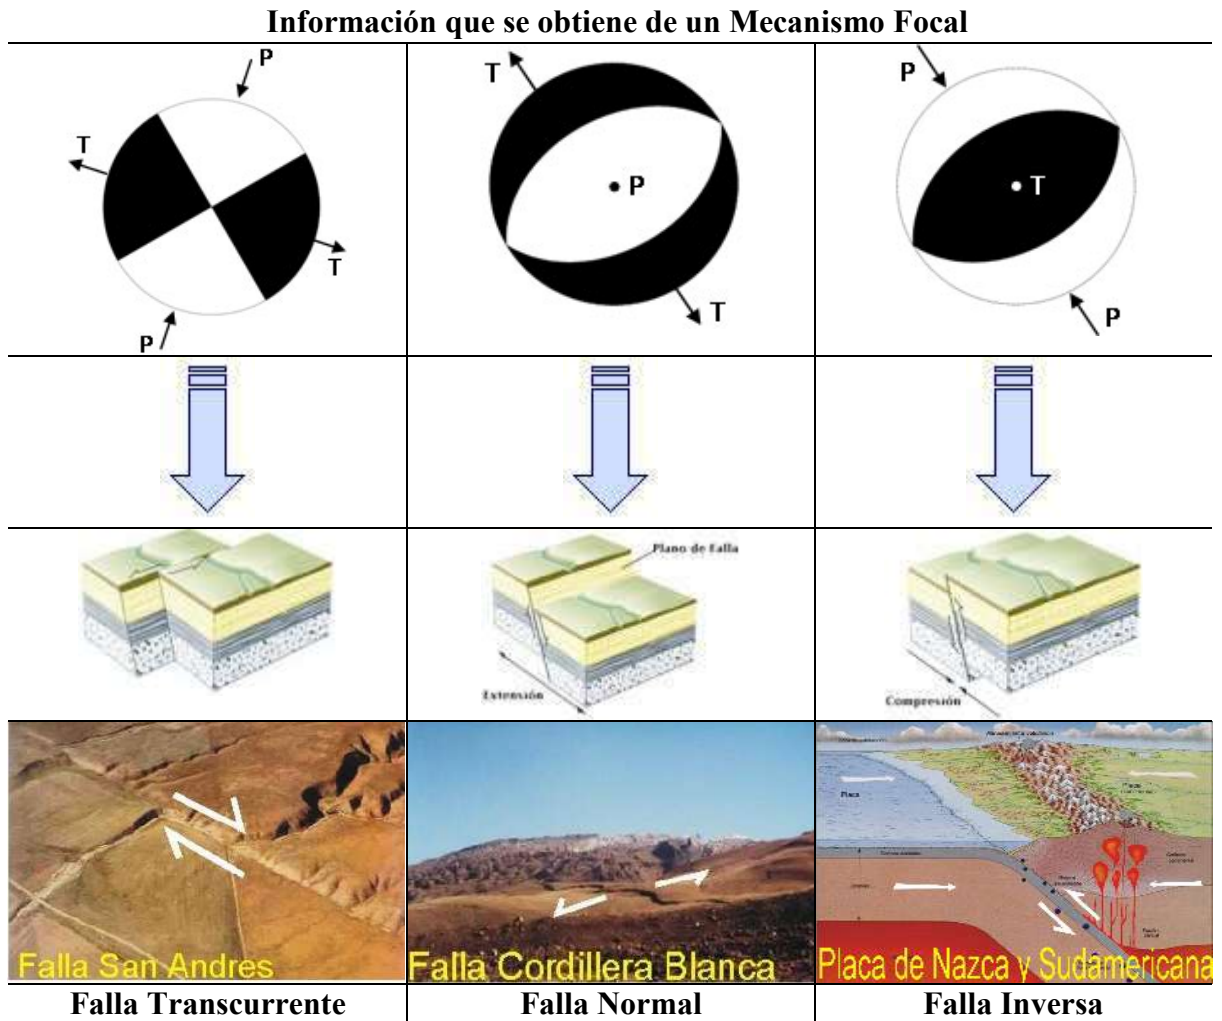 Información que se obtiene de un Mecanismo Focal
P
T
T
P
T
P
T
P
T
P
Plano de Falla
Extensión
Compresión
Placa
Falla San Andres
Falla Cordillera Blanca
Placa de Nazca y Sudamericana
Falla Transcurrente
Falla Normal
Falla Inversa